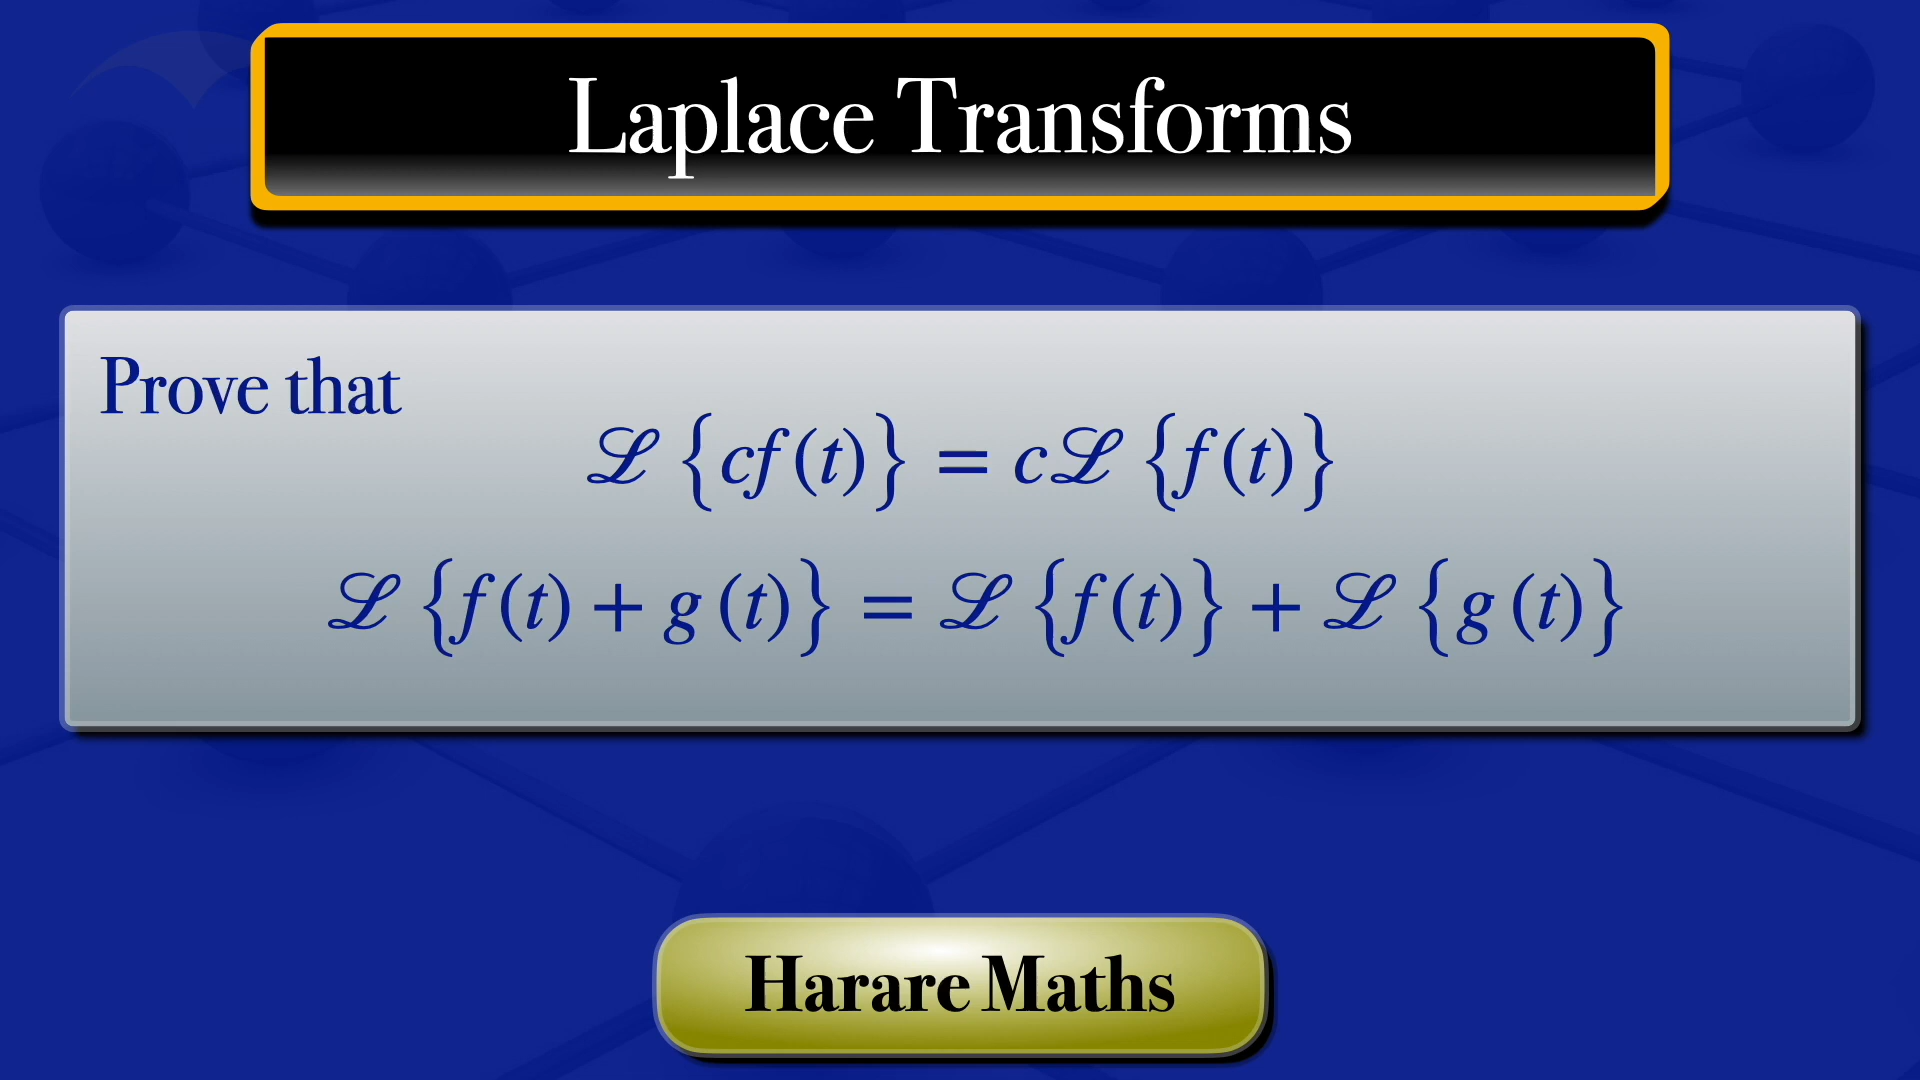 Laplace Transforms
Prove that
ℒ {cf(t)} = cℒ {f(t)}
ℒ {f(t) + g(t)} = ℒ {f(t)} + ℒ {g(t)}
Harare Maths